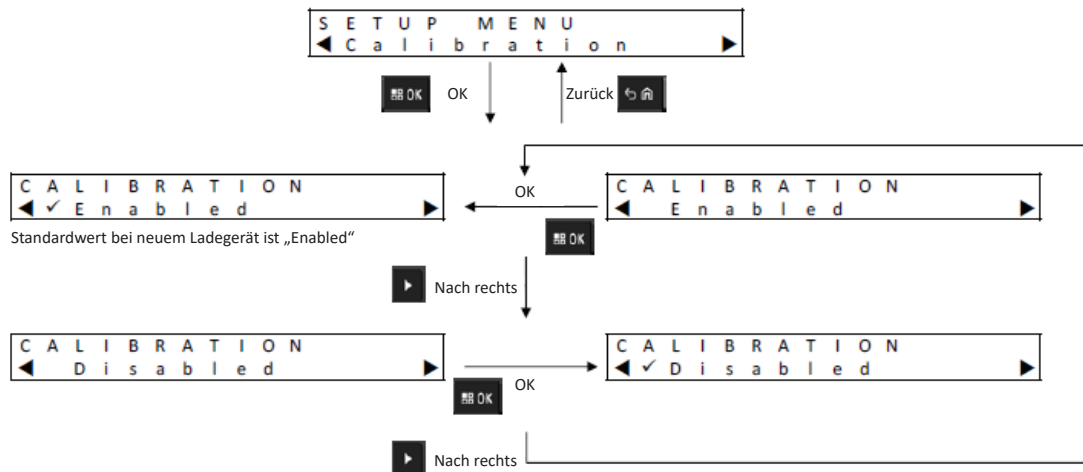 SETUP MENU
◀ Calibration ▶
OK OK Zurück
CALIBRATION
◀ ✓ Enabled ▶
OK
CALIBRATION
◀ Enabled ▶
Standardwert bei neuem Ladegerät ist „Enabled“
OK
Nach rechts
CALIBRATION
◀ Disabled ▶
OK
OK
CALIBRATION
◀ ✓ Disabled ▶
Nach rechts